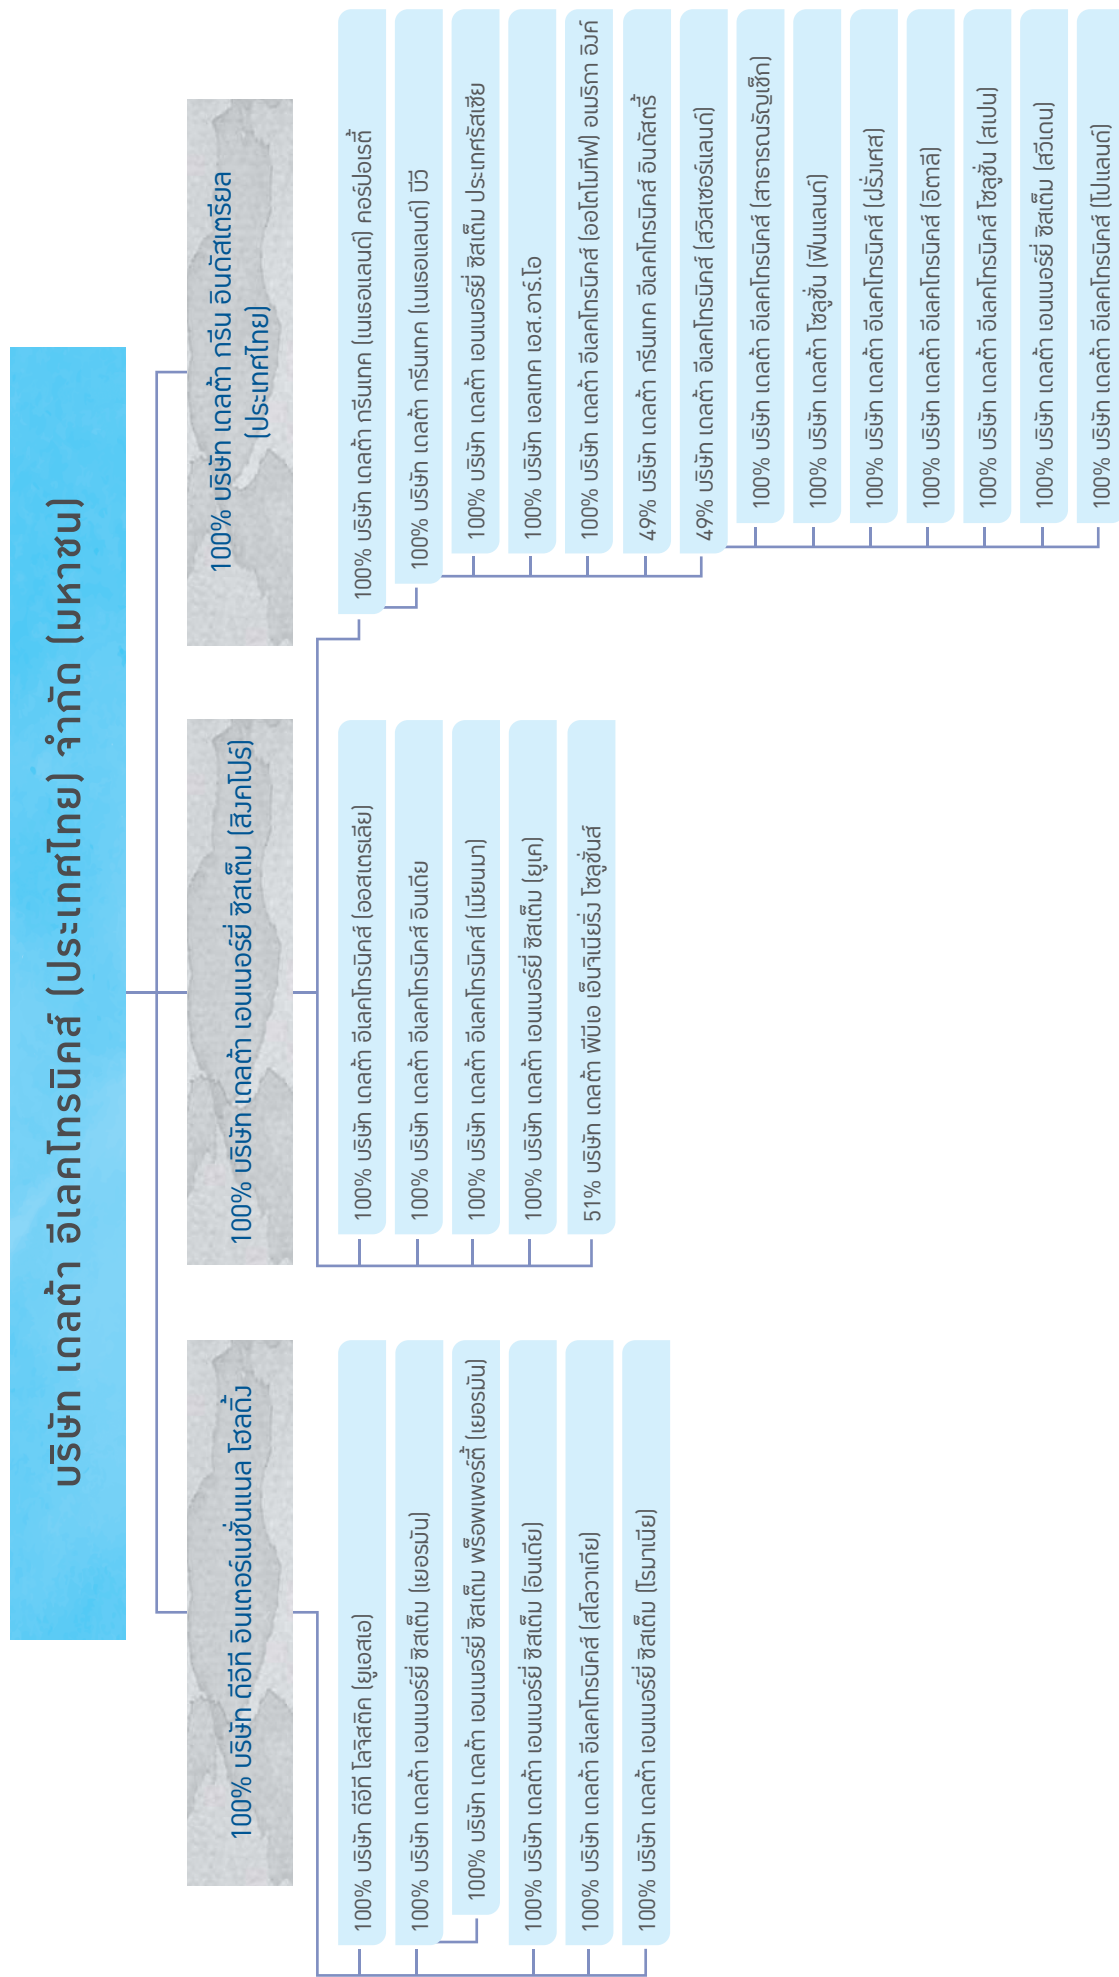 บริษัท เดลต้า อีเลคโทรนิคส์ (ประเทศไทย) จำกัด (มหาชน)
100% บริษัท ดีอีที อินเตอร์เนชั่นแนล โฮลดิ้ง
100% บริษัท ดีอีที โลจิสติค (ยูเอสเอ)
100% บริษัท เดลต้า เอนเนอร์ยี่ ซิสเต็ม (เยอรมัน)
100% บริษัท เดลต้า เอนเนอร์ยี่ ซิสเต็ม พร็อพเพอร์ตี้ (เยอรมัน)
100% บริษัท เดลต้า เอนเนอร์ยี่ ซิสเต็ม (อินเดีย)
100% บริษัท เดลต้า อีเลคโทรนิคส์ (สโลวาเกีย)
100% บริษัท เดลต้า เอนเนอร์ยี่ ซิสเต็ม (โรมาเนีย)
100% บริษัท เดลต้า เอนเนอร์ยี่ ซิสเต็ม (สิงคโปร์)
100% บริษัท เดลต้า อีเลคโทรนิคส์ (ออสเตรเลีย)
100% บริษัท เดลต้า อีเลคโทรนิคส์ อินเดีย
100% บริษัท เดลต้า อีเลคโทรนิคส์ (เมียนมา)
100% บริษัท เดลต้า เอนเนอร์ยี่ ซิสเต็ม (ยูเค)
51% บริษัท เดลต้า พีบีเอ เอ็นจิเนียริ่ง โซลูชั่นส์
100% บริษัท เดลต้า กรีน อินดัสเตรียล
(ประเทศไทย)
100% บริษัท เดลต้า กรีนเทค (เนเธอแลนด์) คอร์ปอเรตี้
100% บริษัท เดลต้า กรีนเทค (เนเธอแลนด์) บีวี
100% บริษัท เดลต้า เอนเนอร์ยี่ ซิสเต็ม ประเทศรัสเซีย
100% บริษัท เอลเทค เอส.อาร์.โอ
100% บริษัท เดลต้า อีเลคโทรนิคส์ (ออโตโมทีฟ) อเมริกา อิงค์
49% บริษัท เดลต้า กรีนเทค อีเลคโทรนิคส์ อินดัสตรี้
49% บริษัท เดลต้า อีเลคโทรนิคส์ (สวิสเซอร์แลนด์)
100% บริษัท เดลต้า อีเลคโทรนิคส์ (สาธารณรัฐเช็ก)
100% บริษัท เดลต้า โซลูชั่น (ฟินแลนด์)
100% บริษัท เดลต้า อีเลคโทรนิคส์ (ฝรั่งเศส)
100% บริษัท เดลต้า อีเลคโทรนิคส์ (อิตาลี)
100% บริษัท เดลต้า อีเลคโทรนิคส์ โซลูชั่น (สเปน)
100% บริษัท เดลต้า เอนเนอร์ยี่ ซิสเต็ม (สวีเดน)
100% บริษัท เดลต้า อีเลคโทรนิคส์ (โปแลนด์)